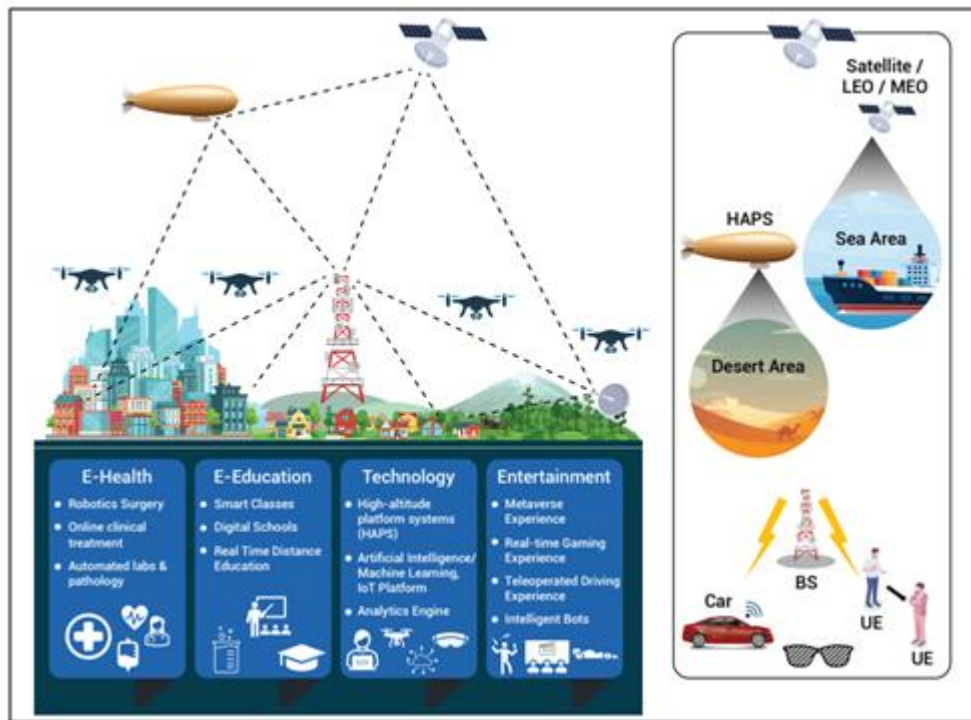 Satellite /
LEO / MEO
HAPS
Sea Area
Desert Area
BS
Car
UE
UE
E-Health
Robotics Surgery
Online clinical
treatment
Automated labs &
pathology
E-Education
Smart Classes
Digital Schools
Real Time Distance
Education
Technology
High-altitude
platform systems
(HAPS)
Artificial Intelligence/
Machine Learning,
IoT Platform
Analytics Engine
Entertainment
Metaverse
Experience
Real-time Gaming
Experience
Teleoperated Driving
Experience
Intelligent Bots